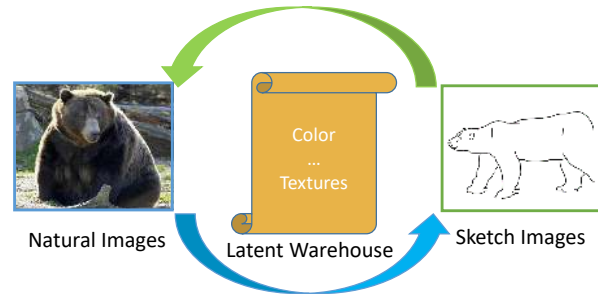 Color
...
Textures
Natural Images
Latent Warehouse
Sketch Images